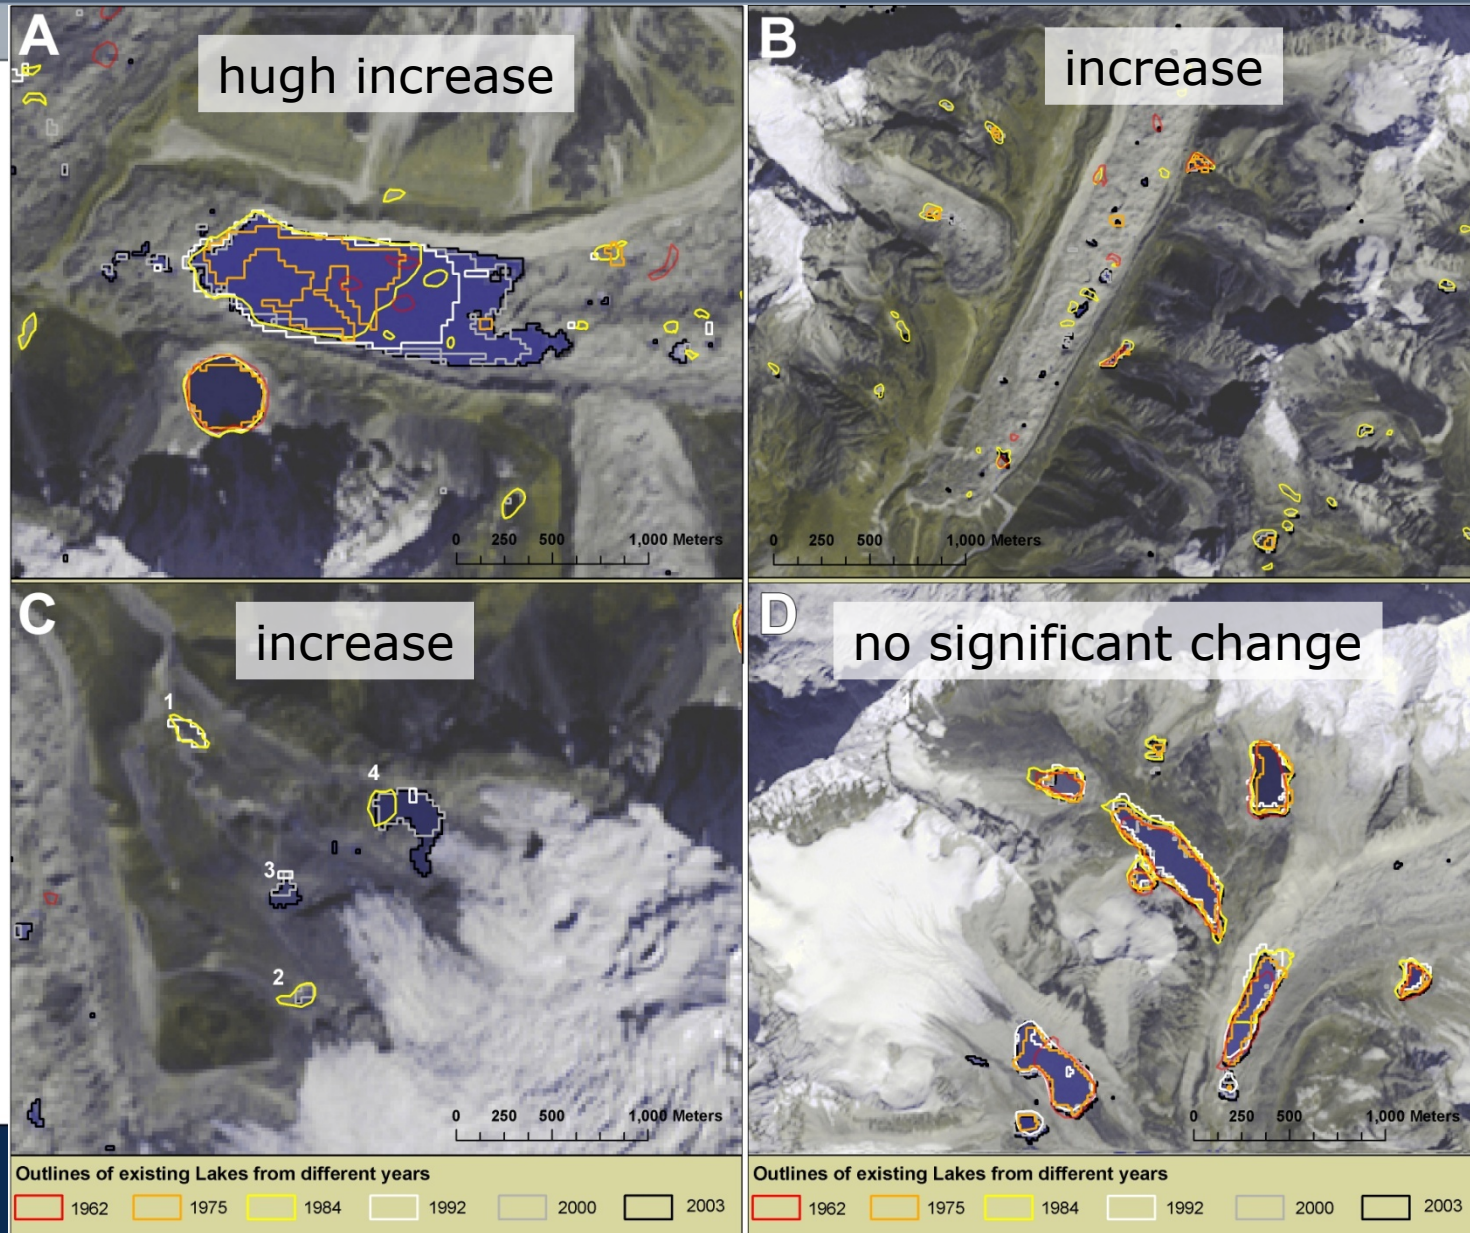 A
hugh increase
0 250 500 1,000 Meters
B
increase
0 250 500 1,000 Meters
C
increase
1
4
3
2
0 250 500 1,000 Meters
D
no significant change
0 250 500 1,000 Meters
Outlines of existing Lakes from different years
1962 1975 1984 1992 2000 2003
Outlines of existing Lakes from different years
1962 1975 1984 1992 2000 2003